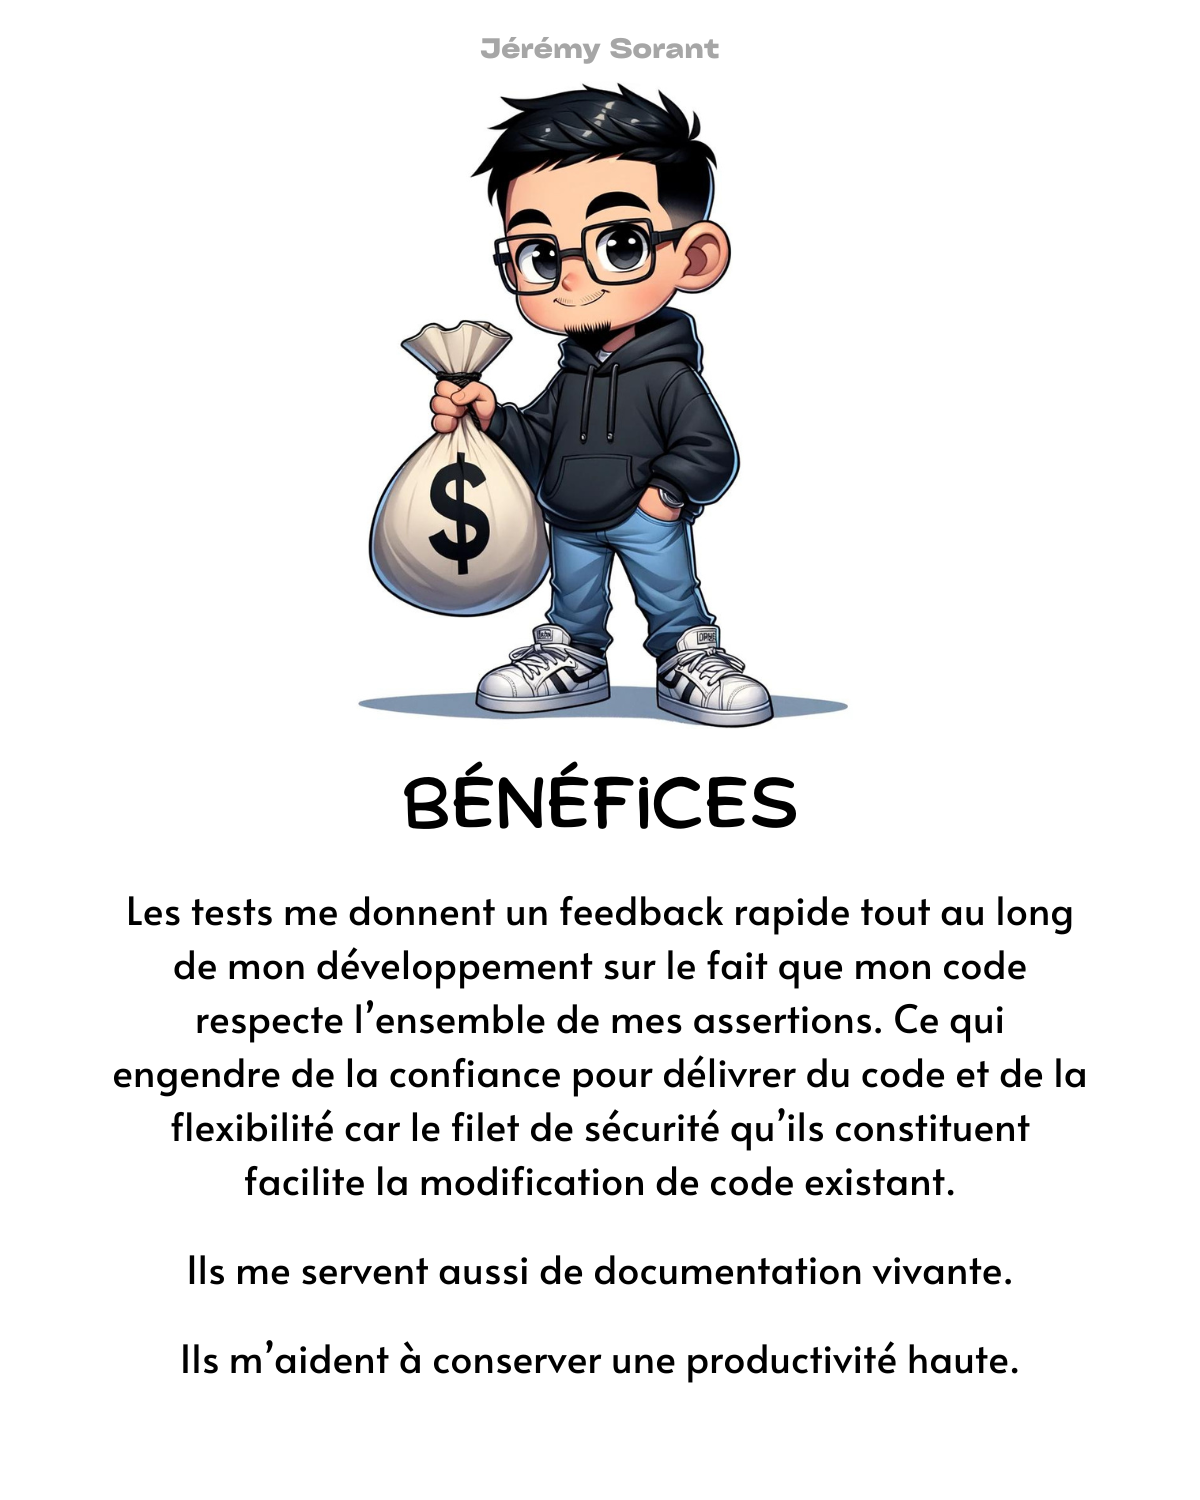 Jérémy Sorant
$
BÉNÉFiCES
Les tests me donnent un feedback rapide tout au long
de mon développement sur le fait que mon code
respecte l’ensemble de mes assertions. Ce qui
engendre de la confiance pour délivrer du code et de la
flexibilité car le filet de sécurité qu’ils constituent
facilite la modification de code existant.
Ils me servent aussi de documentation vivante.
Ils m’aident à conserver une productivité haute.